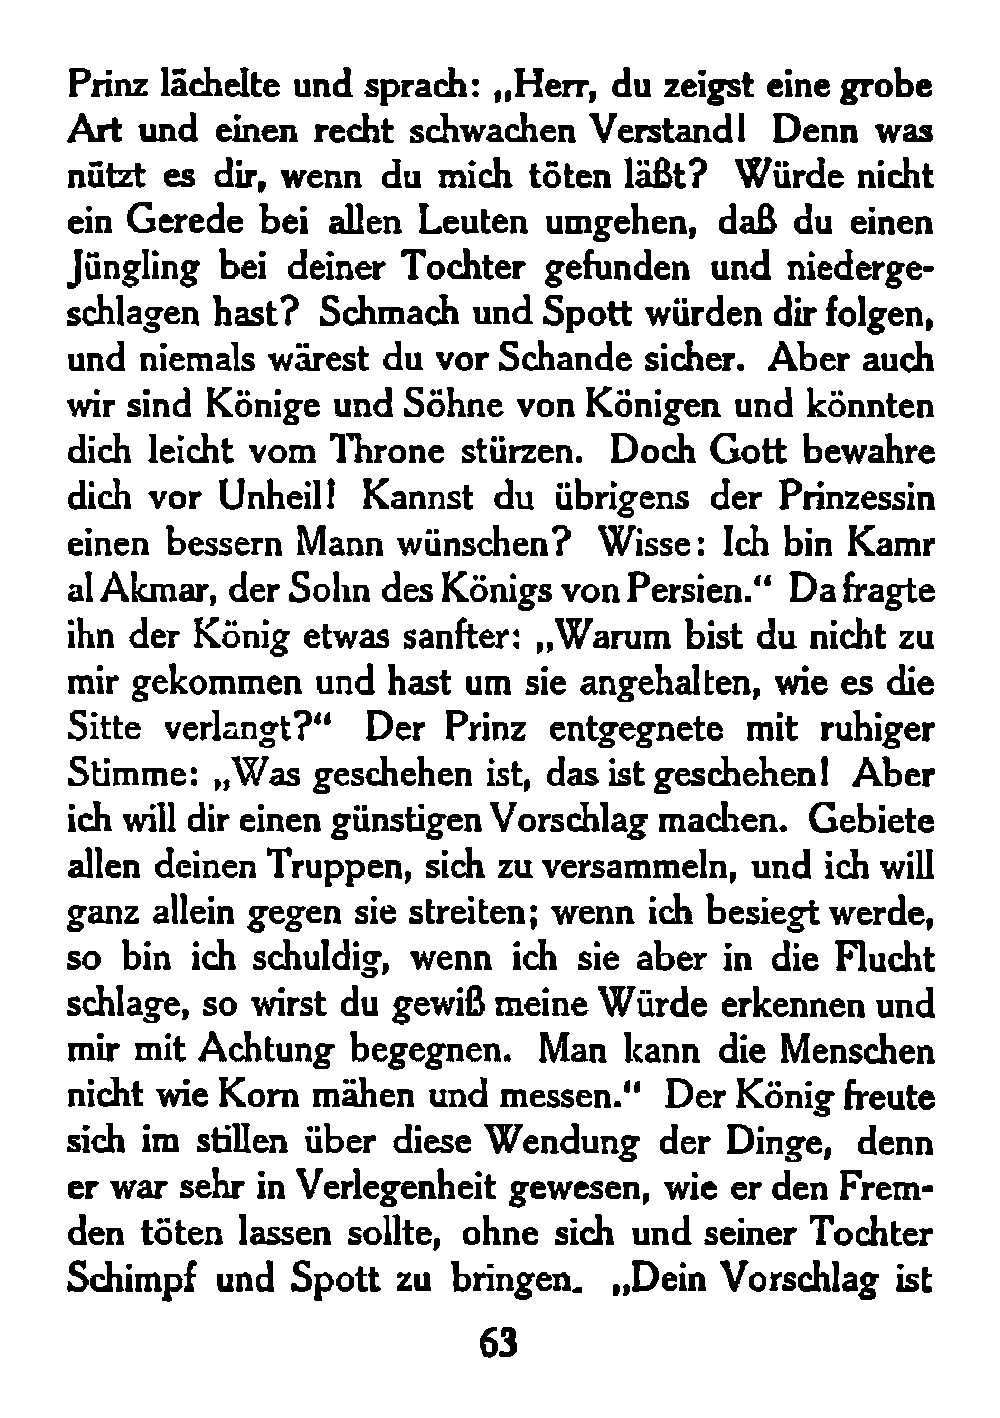 Prinz lächelte und sprach: „Herr, du zeigst eine grobe
Art und einen recht schwachen Verstand! Denn was
nützt es dir, wenn du mich töten läßt? Würde nicht
ein Gerede bei allen Leuten umgehen, daß du einen
Jüngling bei deiner Tochter gefunden und niederge-
schlagen hast? Schmach und Spott würden dir folgen,
und niemals wärest du vor Schande sicher. Aber auch
wir sind Könige und Söhne von Königen und könnten
dich leicht vom Throne stürzen. Doch Gott bewahre
dich vor Unheil! Kannst du übrigens der Prinzessin
einen bessern Mann wünschen? Wisse: Ich bin Kamr
al Akmar, der Sohn des Königs von Persien.“ Da fragte
ihn der König etwas sanfter: „Warum bist du nicht zu
mir gekommen und hast um sie angehalten, wie es die
Sitte verlangt?“ Der Prinz entgegnete mit ruhiger
Stimme: „Was geschehen ist, das ist geschehen! Aber
ich will dir einen günstigen Vorschlag machen. Gebiete
allen deinen Truppen, sich zu versammeln, und ich will
ganz allein gegen sie streiten; wenn ich besiegt werde,
so bin ich schuldig, wenn ich sie aber in die Flucht
schlage, so wirst du gewiß meine Würde erkennen und
mir mit Achtung begegnen. Man kann die Menschen
nicht wie Korn mähen und messen.“ Der König freute
sich im stillen über diese Wendung der Dinge, denn
er war sehr in Verlegenheit gewesen, wie er den Frem-
den töten lassen sollte, ohne sich und seiner Tochter
Schimpf und Spott zu bringen. „Dein Vorschlag ist
63